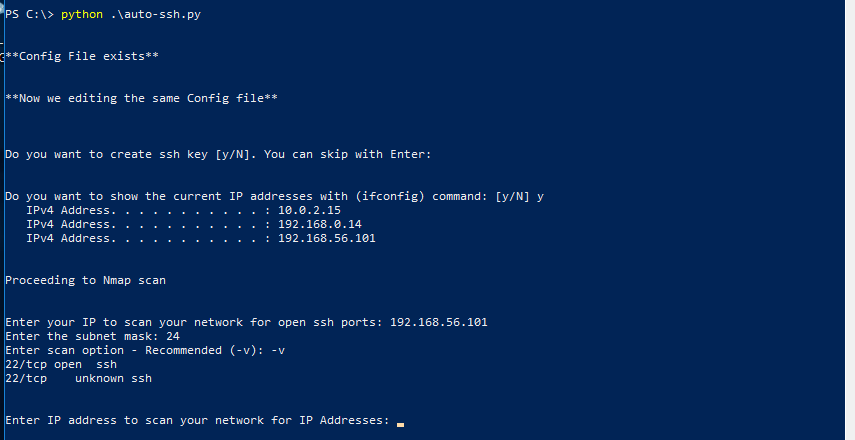 PS C:\> python .\auto-ssh.py
**Config File exists**
**Now we editing the same Config file**
Do you want to create ssh key [y/N]. You can skip with Enter:
Do you want to show the current IP addresses with (ifconfig) command: [y/N] y
   IPv4 Address. . . . . . . . . . . : 10.0.2.15
   IPv4 Address. . . . . . . . . . . : 192.168.0.14
   IPv4 Address. . . . . . . . . . . : 192.168.56.101
Proceeding to Nmap scan
Enter your IP to scan your network for open ssh ports: 192.168.56.101
Enter the subnet mask: 24
Enter scan option - Recommended (-v): -v
22/tcp open  ssh
22/tcp    unknown ssh
Enter IP address to scan your network for IP Addresses: